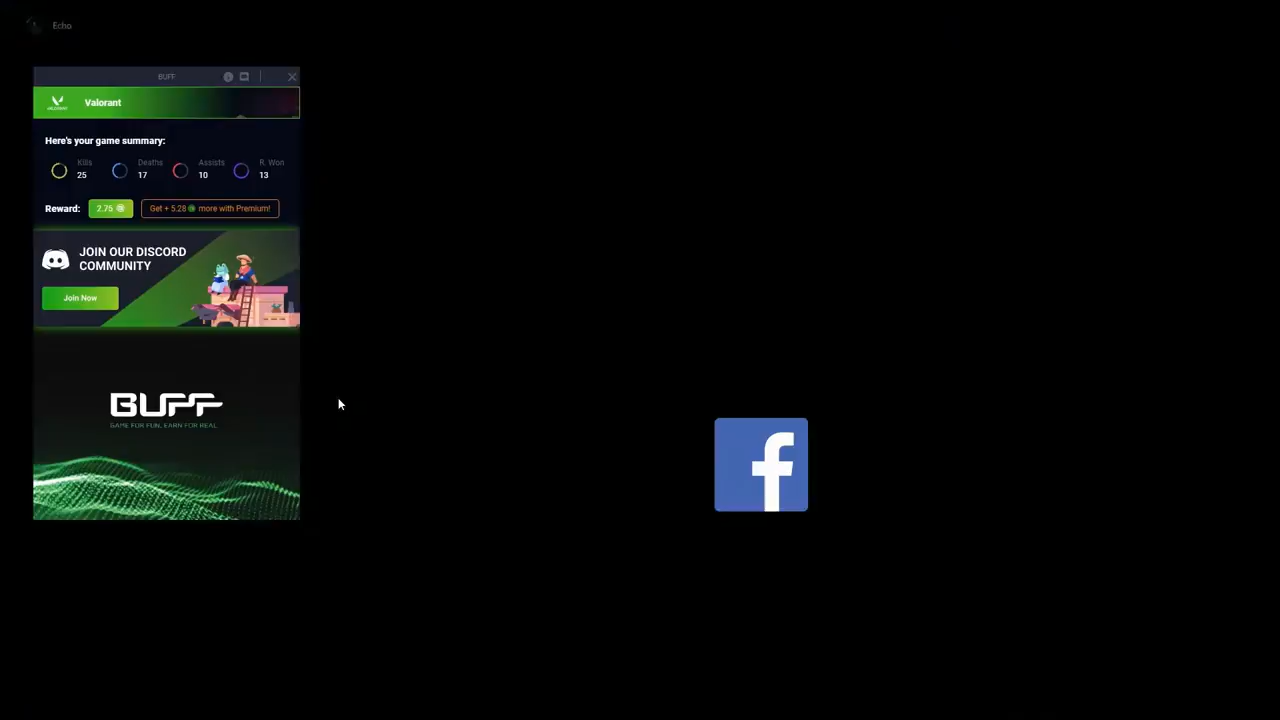 Echo
BUFF
VALORANT
Valorant
Here's your game summary:
Kills
25
Deaths
17
Assists
10
R. Won
13
Reward:
2.75
Get + 5.28 more with Premium!
JOIN OUR DISCORD
COMMUNITY
Join Now
BUFF
GAME FOR FUN, EARN FOR REAL.
f